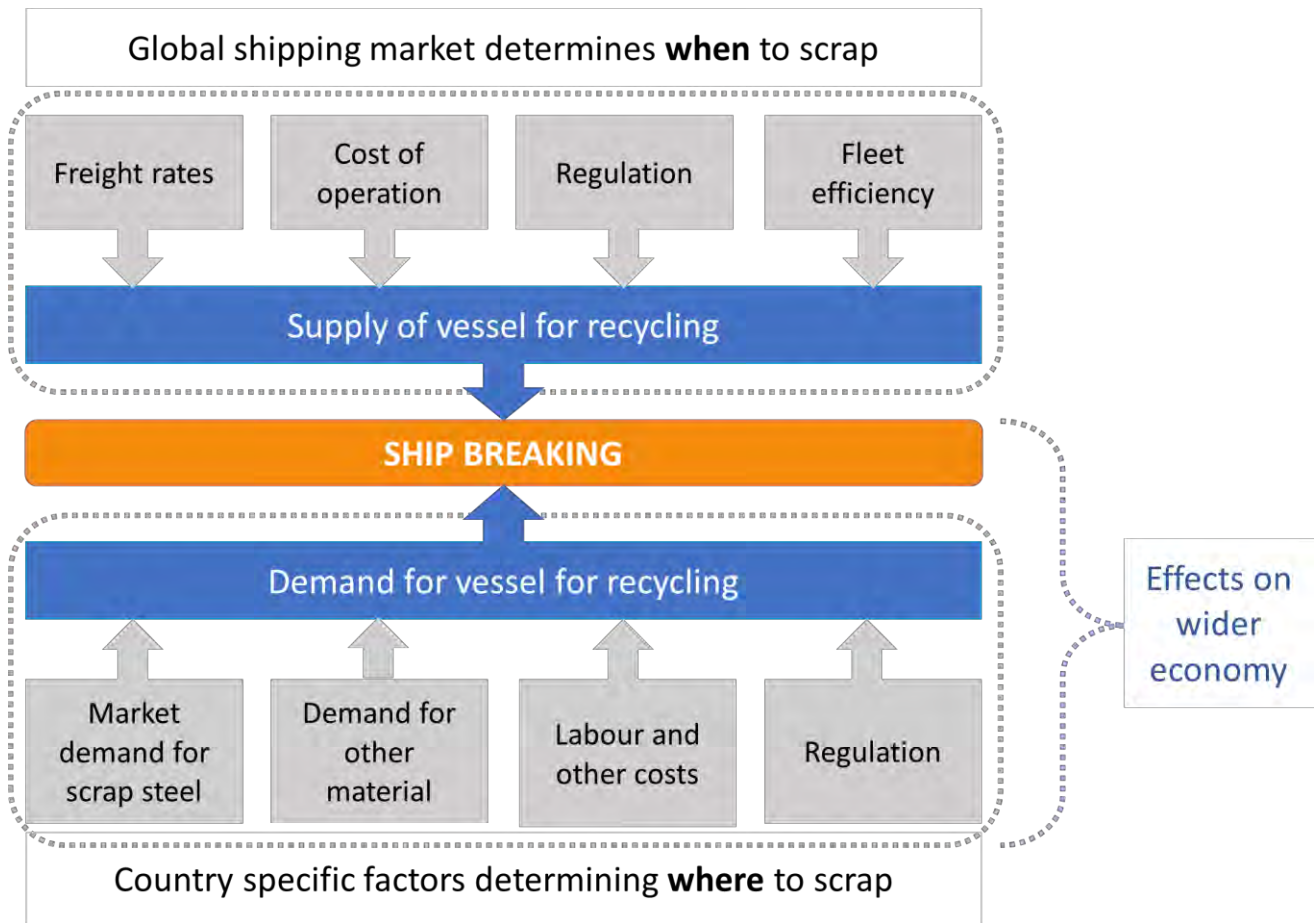 Global shipping market determines when to scrap
Freight rates
Cost of
operation
Regulation
Fleet
efficiency
Supply of vessel for recycling
SHIP BREAKING
Demand for vessel for recycling
Market
demand for
scrap steel
Demand for
other
material
Labour and
other costs
Regulation
Effects on
wider
economy
Country specific factors determining where to scrap